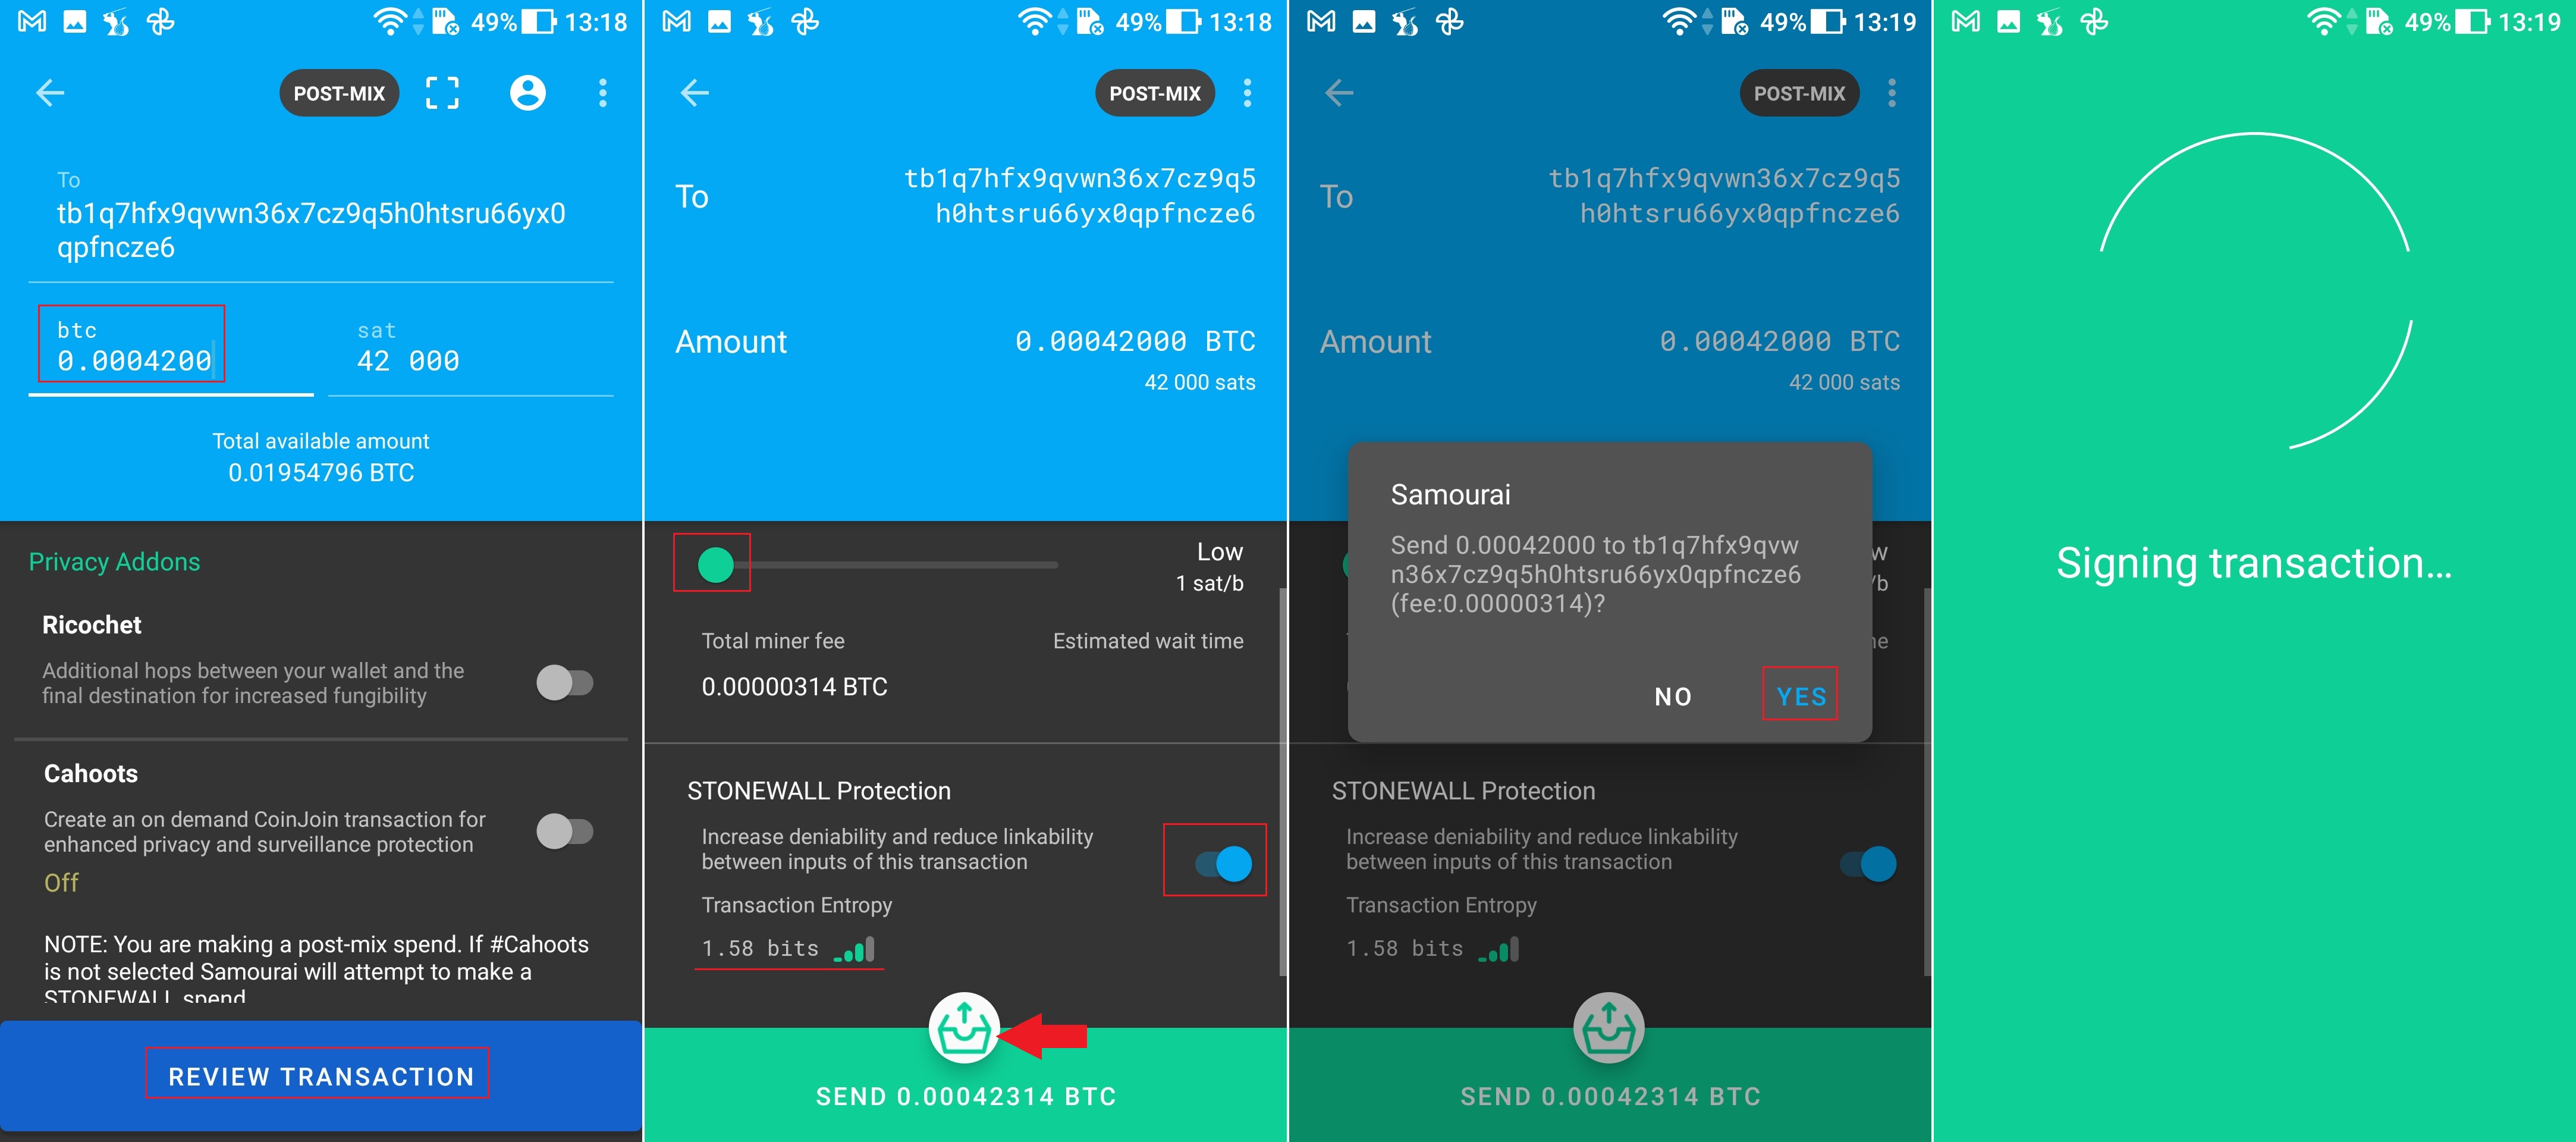 49% 13:18
POST-MIX
To
tb1q7hfx9qvwn36x7cz9q5h0htsru66yx0
qpfncze6
btc
0.0004200
sat
42 000
Total available amount
0.01954796 BTC
Privacy Addons
Ricochet
Additional hops between your wallet and the
final destination for increased fungibility
Cahoots
Create an on demand CoinJoin transaction for
enhanced privacy and surveillance protection
Off
NOTE: You are making a post-mix spend. If #Cahoots
is not selected Samourai will attempt to make a
STONEWALL spend
REVIEW TRANSACTION
49% 13:18
POST-MIX
To
tb1q7hfx9qvwn36x7cz9q5
h0htsru66yx0qpfncze6
Amount
0.00042000 BTC
42 000 sats
Low
1 sat/b
Total miner fee
Estimated wait time
0.00000314 BTC
STONEWALL Protection
Increase deniability and reduce linkability
between inputs of this transaction
Transaction Entropy
1.58 bits
SEND 0.00042314 BTC
49% 13:19
POST-MIX
To
tb1q7hfx9qvwn36x7cz9q5
h0htsru66yx0qpfncze6
Amount
0.00042000 BTC
42 000 sats
Samourai
Send 0.00042000 to tb1q7hfx9qvw
n36x7cz9q5h0htsru66yx0qpfncze6
(fee:0.00000314)?
NO
YES
STONEWALL Protection
Increase deniability and reduce linkability
between inputs of this transaction
Transaction Entropy
1.58 bits
SEND 0.00042314 BTC
49% 13:19
Signing transaction...